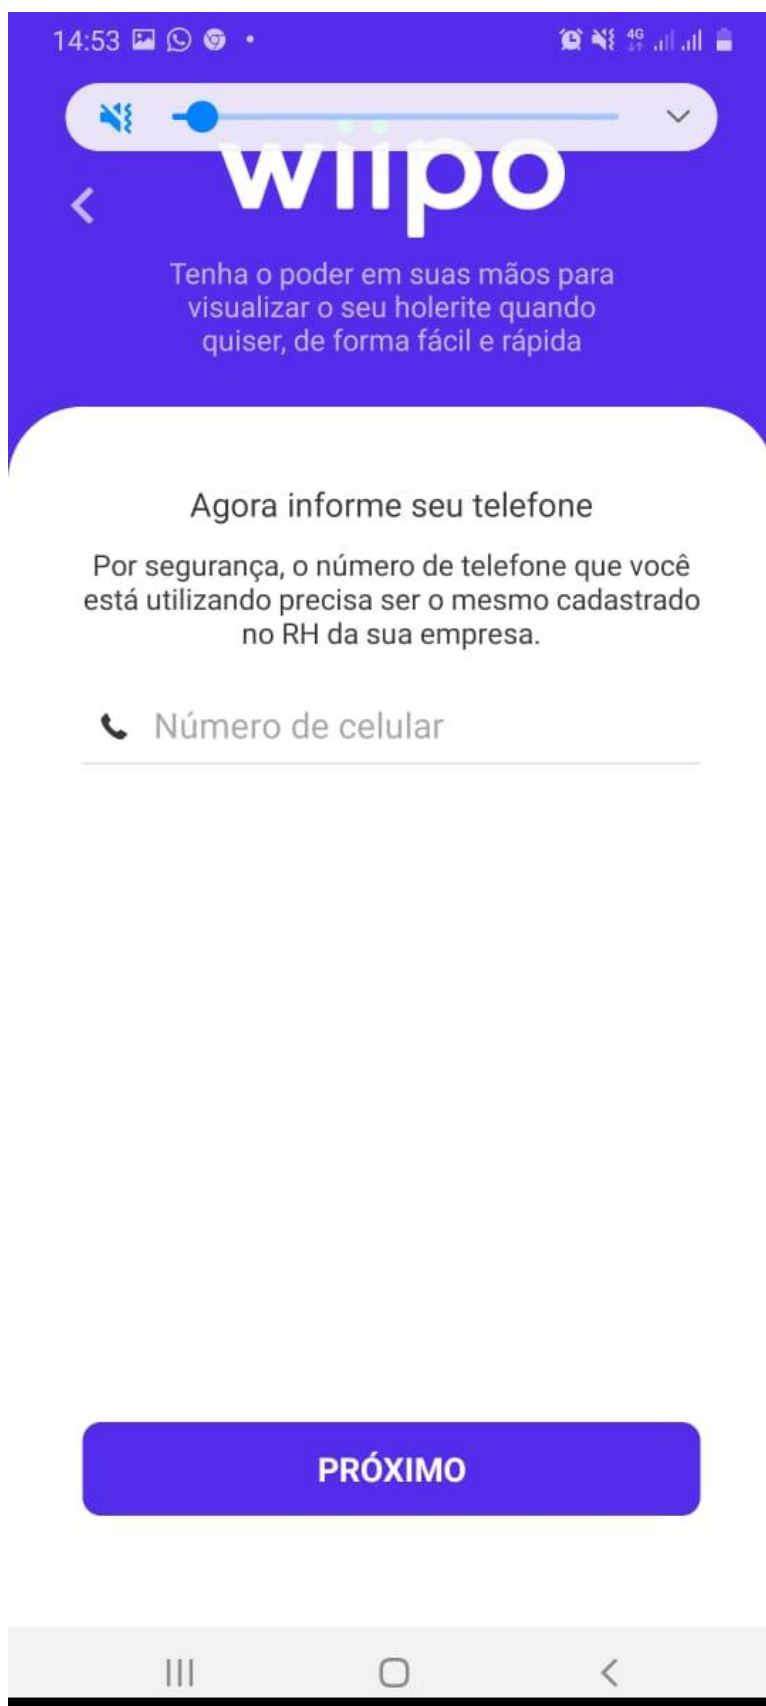 14:53
4G
wiipo
Tenha o poder em suas mãos para
visualizar o seu holerite quando
quiser, de forma fácil e rápida
Agora informe seu telefone
Por segurança, o número de telefone que você
está utilizando precisa ser o mesmo cadastrado
no RH da sua empresa.
Número de celular
PRÓXIMO